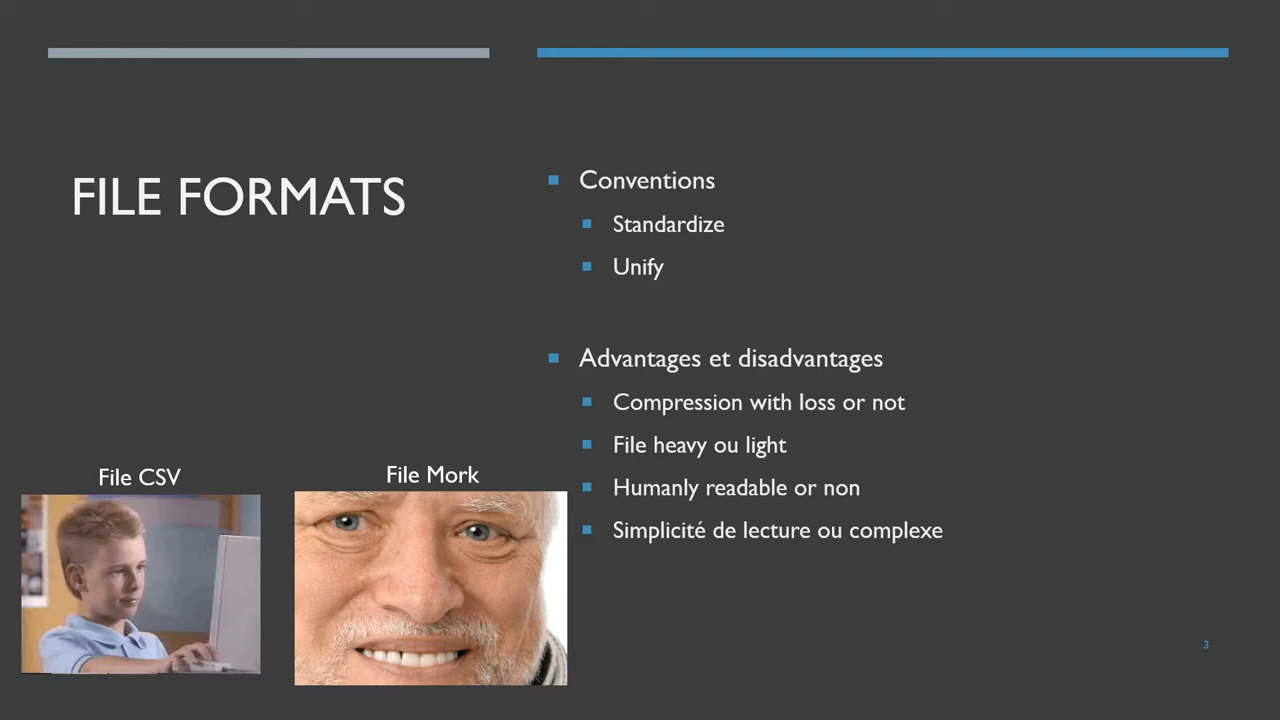 FILE FORMATS
Conventions
Standardize
Unify
Advantages et disadvantages
Compression with loss or not
File heavy ou light
Humanly readable or non
Simplicité de lecture ou complexe
File CSV
File Mork
3